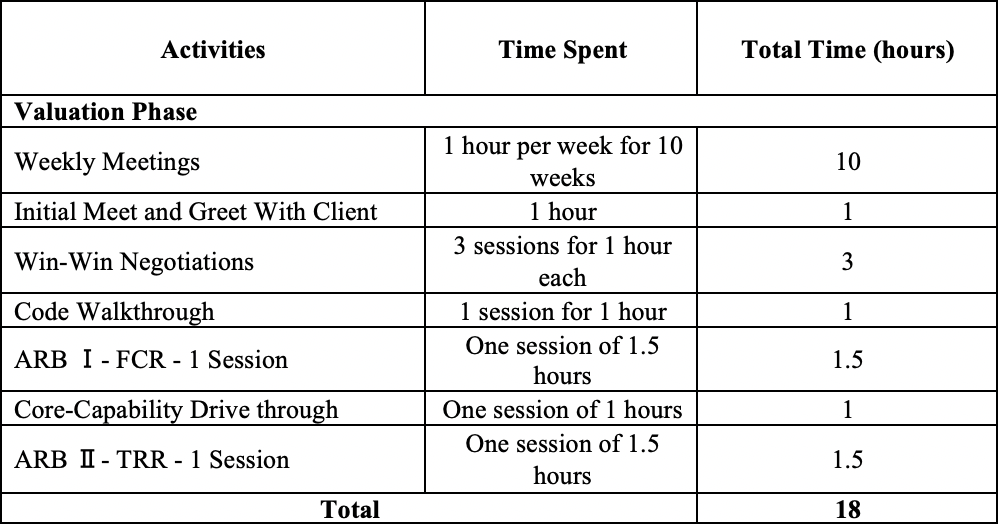 Activities Time Spent Total Time (hours)
Valuation Phase
Weekly Meetings 1 hour per week for 10 weeks 10
Initial Meet and Greet With Client 1 hour 1
Win-Win Negotiations 3 sessions for 1 hour each 3
Code Walkthrough 1 session for 1 hour 1
ARB Ⅰ - FCR - 1 Session One session of 1.5 hours 1.5
Core-Capability Drive through One session of 1 hours 1
ARB Ⅱ - TRR - 1 Session One session of 1.5 hours 1.5
Total 18